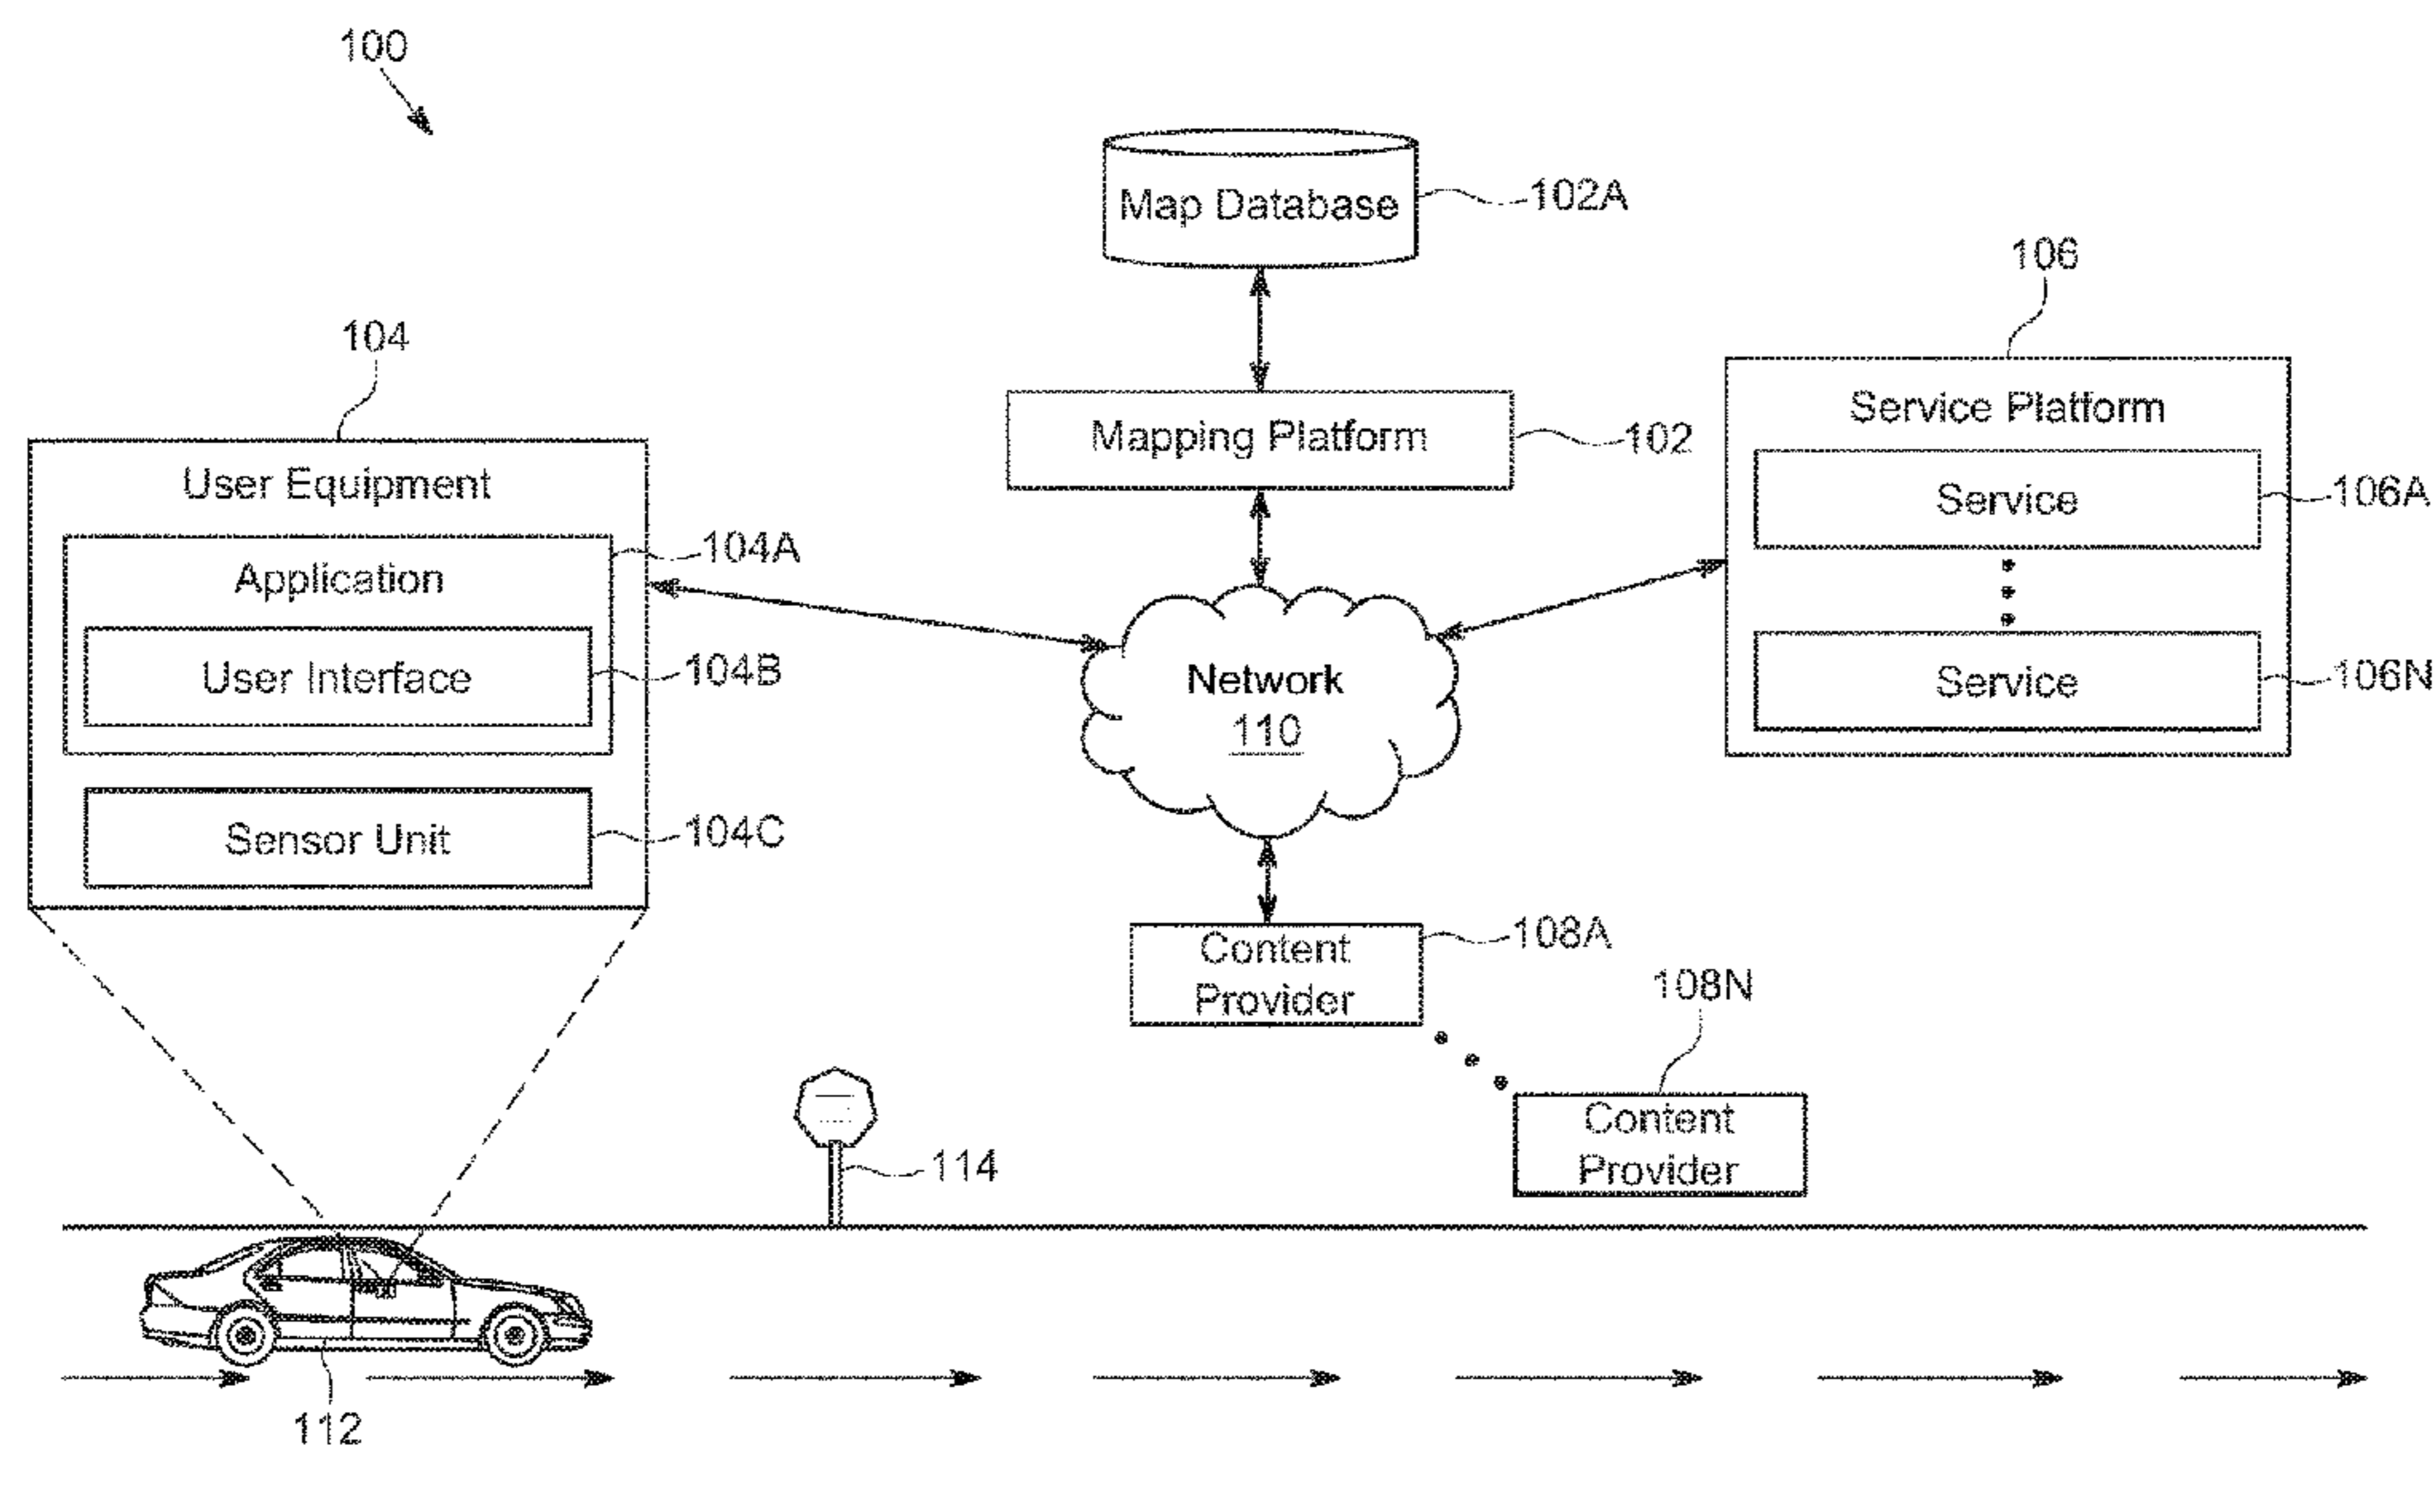 100
Map Database
102A
106
104
Service Platform
Mapping Platform
102
User Equipment
Service
106A
104A
Application
User Interface
104B
Network
110
Service
106N
Sensor Unit
104C
Content
Provider
108A
108N
Content
Provider
114
112